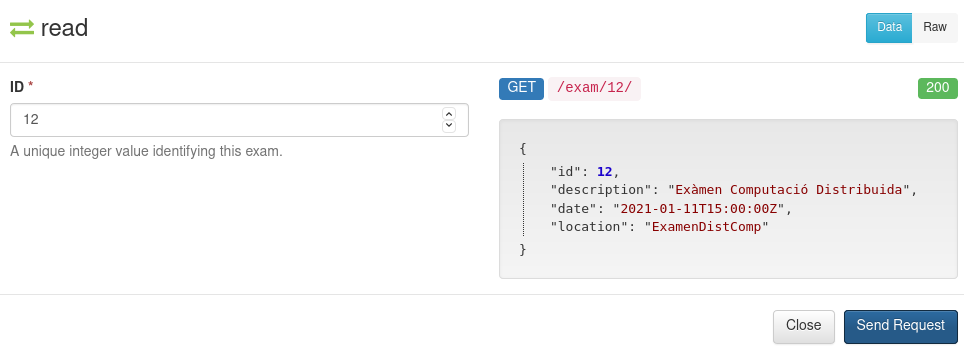 read
Data Raw
ID *
12
A unique integer value identifying this exam.
GET /exam/12/ 200
{
"id": 12,
"description": "Exàmen Computació Distribuida",
"date": "2021-01-11T15:00:00Z",
"location": "ExamenDistComp"
}
Close Send Request